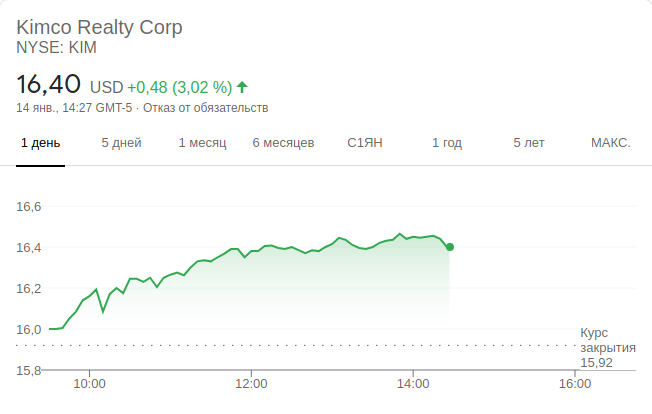 Kimco Realty Corp
NYSE: KIM
16,40 USD +0,48 (3,02 %)
14 янв., 14:27 GMT-5 · Отказ от обязательств
1 день 5 дней 1 месяц 6 месяцев С1ЯН 1 год 5 лет МАКС.
16,6
16,4
16,2
16,0
Курс
закрытия
15,92
15,8
10:00 12:00 14:00 16:00